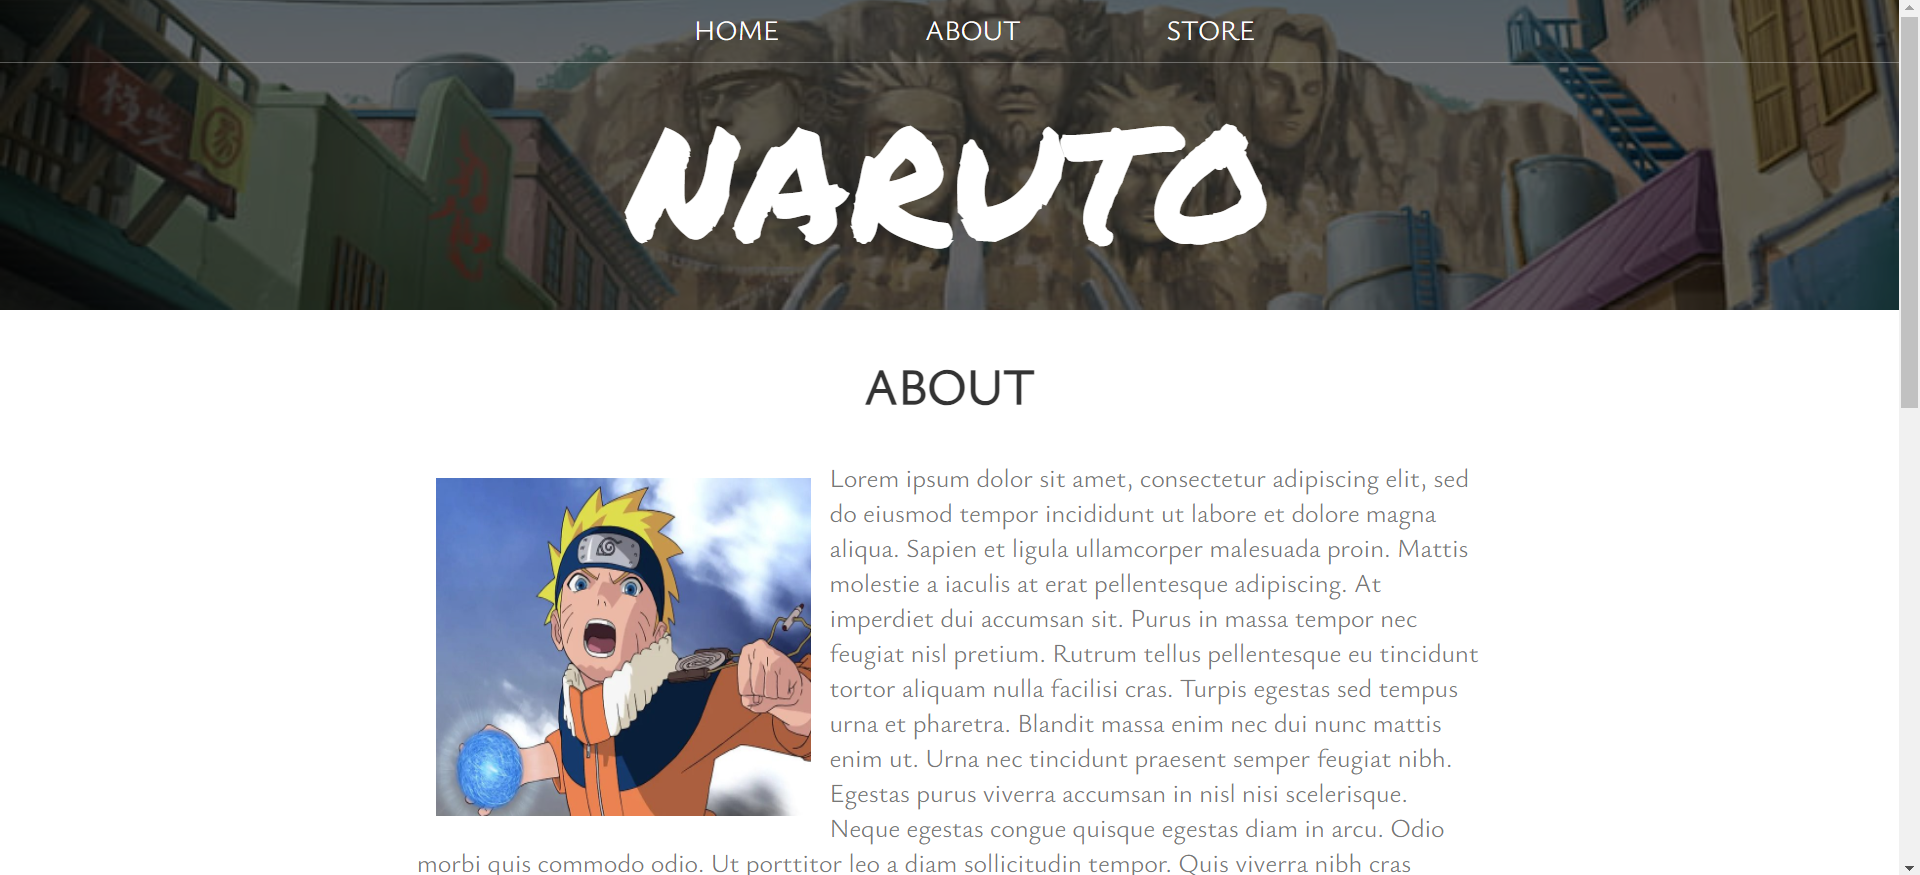 HOME ABOUT STORE
NARUTO
ABOUT
Lorem ipsum dolor sit amet, consectetur adipiscing elit, sed
do eiusmod tempor incididunt ut labore et dolore magna
aliqua. Sapien et ligula ullamcorper malesuada proin. Mattis
molestie a iaculis at erat pellentesque adipiscing. At
imperdiet dui accumsan sit. Purus in massa tempor nec
feugiat nisl pretium. Rutrum tellus pellentesque eu tincidunt
tortor aliquam nulla facilisi cras. Turpis egestas sed tempus
urna et pharetra. Blandit massa enim nec dui nunc mattis
enim ut. Urna nec tincidunt praesent semper feugiat nibh.
Egestas purus viverra accumsan in nisl nisi scelerisque.
Neque egestas congue quisque egestas diam in arcu. Odio
morbi quis commodo odio. Ut porttitor leo a diam sollicitudin tempor. Quis viverra nibh cras